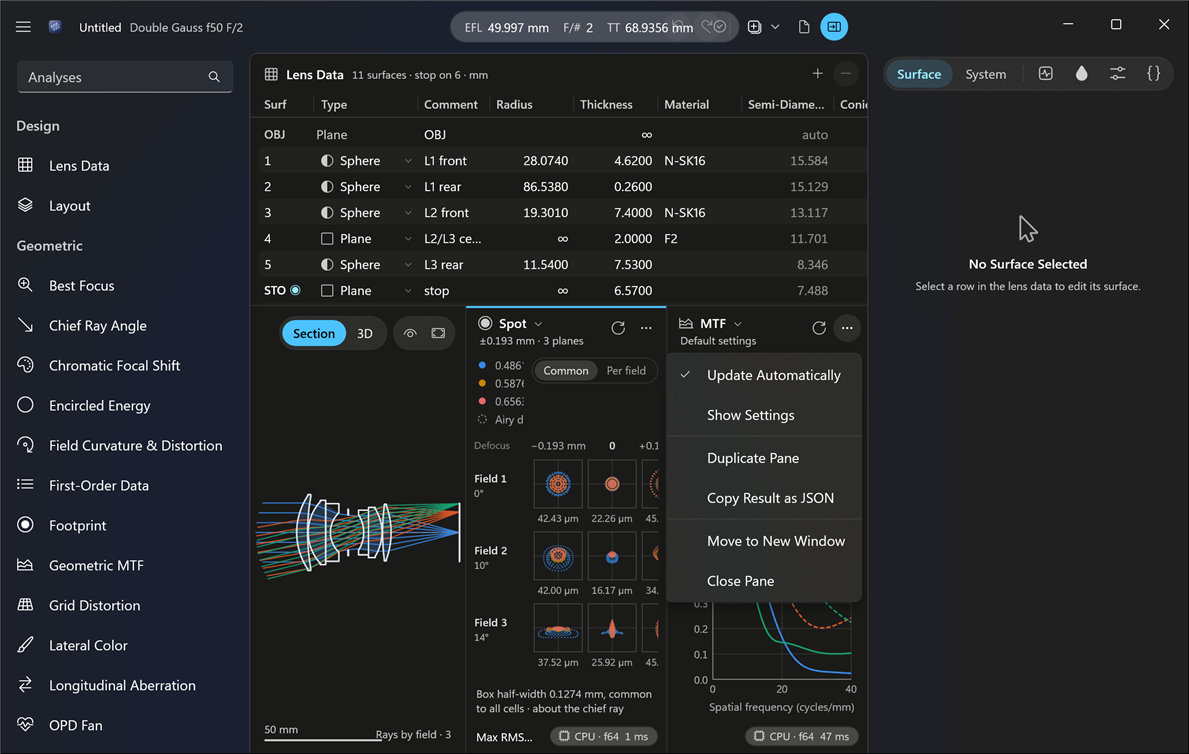 Untitled Double Gauss f50 F/2
EFL 49.997 mm F/# 2 TT 68.9356 mm
Analyses
Design
Lens Data
Layout
Geometric
Best Focus
Chief Ray Angle
Chromatic Focal Shift
Encircled Energy
Field Curvature & Distortion
First-Order Data
Footprint
Geometric MTF
Grid Distortion
Lateral Color
Longitudinal Aberration
OPD Fan
Lens Data 11 surfaces · stop on 6 · mm
Surf Type Comment Radius Thickness Material Semi-Diame... Conic
OBJ Plane OBJ ∞ auto
1 Sphere L1 front 28.0740 4.6200 N-SK16 15.584
2 Sphere L1 rear 86.5380 0.2600 15.129
3 Sphere L2 front 19.3010 7.4000 N-SK16 13.117
4 Plane L2/L3 ce... ∞ 2.0000 F2 11.701
5 Sphere L3 rear 11.5400 7.5300 8.346
STO Plane stop ∞ 6.5700 7.488
Section 3D
50 mm
Rays by field · 3
Spot
±0.193 mm · 3 planes
0.486
0.587
0.656
Airy d
Common Per field
Defocus −0.193 mm 0 +0.1
Field 1
0°
42.43 µm 22.26 µm 45.
Field 2
10°
42.00 µm 16.17 µm 34.
Field 3
14°
37.52 µm 25.92 µm 45.
Box half-width 0.1274 mm, common
to all cells · about the chief ray
Max RMS... CPU · f64 1 ms
MTF
Default settings
Update Automatically
Show Settings
Duplicate Pane
Copy Result as JSON
Move to New Window
Close Pane
0.3
0.2
0.1
0.0
0 20 40
Spatial frequency (cycles/mm)
CPU · f64 47 ms
Surface System { }
No Surface Selected
Select a row in the lens data to edit its surface.